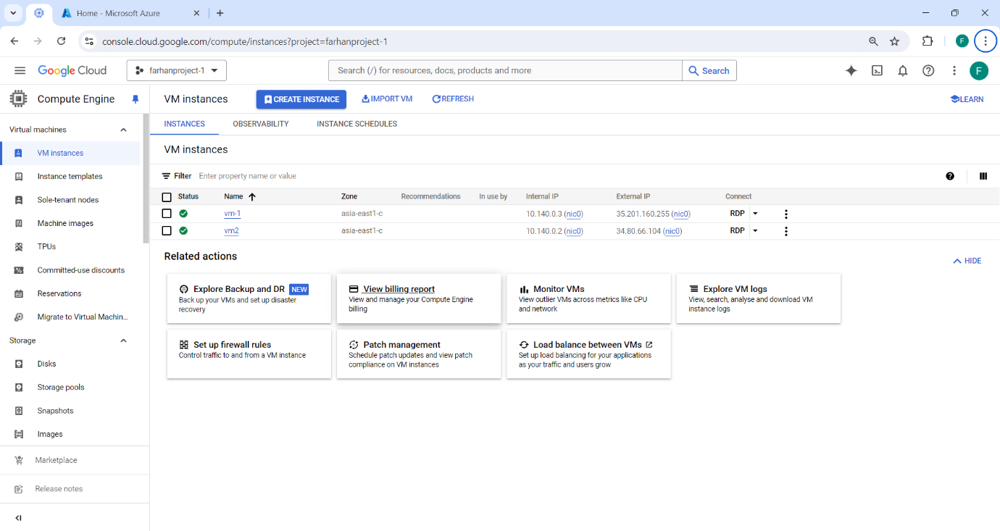 Home - Microsoft Azure
console.cloud.google.com/compute/instances?project=farhanproject-1
F
Google Cloud
farhanproject-1
Search (/) for resources, docs, products and more
Search
F
Compute Engine
VM instances
CREATE INSTANCE
IMPORT VM
REFRESH
LEARN
Virtual machines
VM instances
Instance templates
Sole-tenant nodes
Machine images
TPUs
Committed-use discounts
Reservations
Migrate to Virtual Machin...
Storage
Disks
Storage pools
Snapshots
Images
Marketplace
Release notes
INSTANCES OBSERVABILITY INSTANCE SCHEDULES
VM instances
Filter Enter property name or value
Status Name Zone Recommendations In use by Internal IP External IP Connect
vm-1 asia-east1-c 10.140.0.3 (nic0) 35.201.160.255 (nic0) RDP
vm2 asia-east1-c 10.140.0.2 (nic0) 34.80.66.104 (nic0) RDP
Related actions
HIDE
Explore Backup and DR NEW
Back up your VMs and set up disaster
recovery
View billing report
View and manage your Compute Engine
billing
Monitor VMs
View outlier VMs across metrics like CPU
and network
Explore VM logs
View, search, analyse and download VM
instance logs
Set up firewall rules
Control traffic to and from a VM instance
Patch management
Schedule patch updates and view patch
compliance on VM instances
Load balance between VMs
Set up load balancing for your applications
as your traffic and users grow